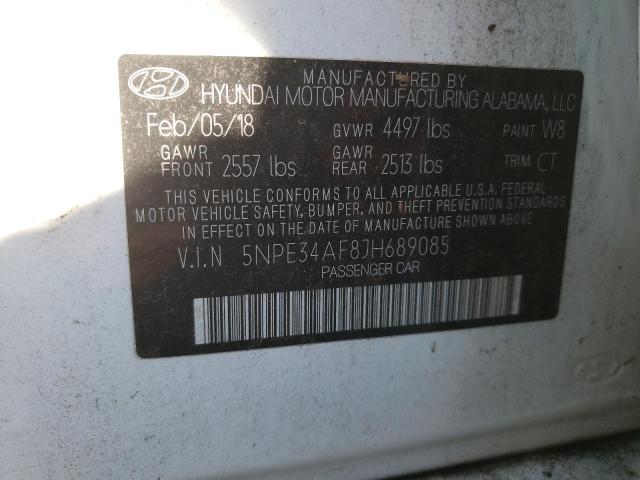 MANUFACTURED BY
HYUNDAI MOTOR MANUFACTURING ALABAMA, LLC
Feb/05/18 GVWR 4497 lbs PAINT W8
GAWR FRONT 2557 lbs GAWR REAR 2513 lbs TRIM CT
THIS VEHICLE CONFORMS TO ALL APPLICABLE U.S.A. FEDERAL
MOTOR VEHICLE SAFETY, BUMPER, AND THEFT PREVENTION STANDARDS
IN EFFECT ON THE DATE OF MANUFACTURE SHOWN ABOVE.
V.I.N 5NPE34AF8JH689085
PASSENGER CAR